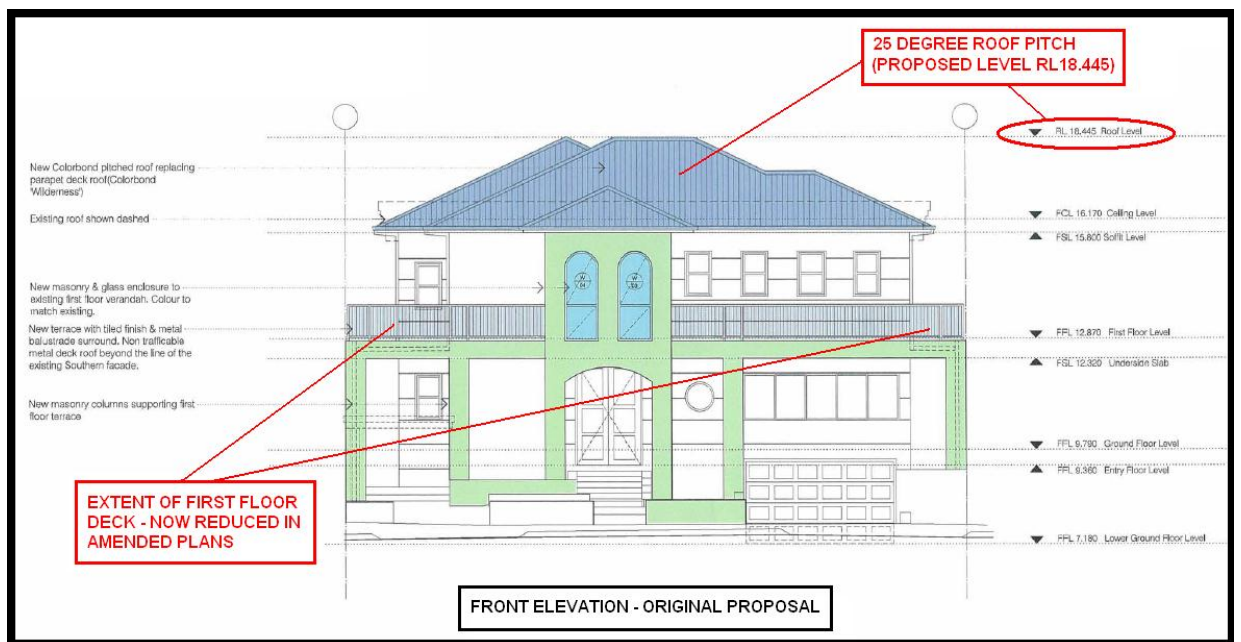 25 DEGREE ROOF PITCH
(PROPOSED LEVEL RL18.445)
RL 18.445 Roof Level
New Colorbond pitched roof replacing
parapet deck roof(Colorbond
'Wilderness')
Existing roof shown dashed
FCL 16.170 Ceiling Level
FSL 15.800 Soffit Level
New masonry & glass enclosure to
existing first floor verandah. Colour to
match existing.
W
04
W
New terrace with tiled finish & metal
balustrade surround. Non trafficable
metal deck roof beyond the line of the
existing Southern facade.
FFL 12.870 First Floor Level
FSL 12.320 Underside Slab
New masonry columns supporting first
floor terrace
FFL 9.790 Ground Floor Level
FFL 9.360 Entry Floor Level
EXTENT OF FIRST FLOOR
DECK - NOW REDUCED IN
AMENDED PLANS
FFL 7.180 Lower Ground Floor Level
FRONT ELEVATION - ORIGINAL PROPOSAL